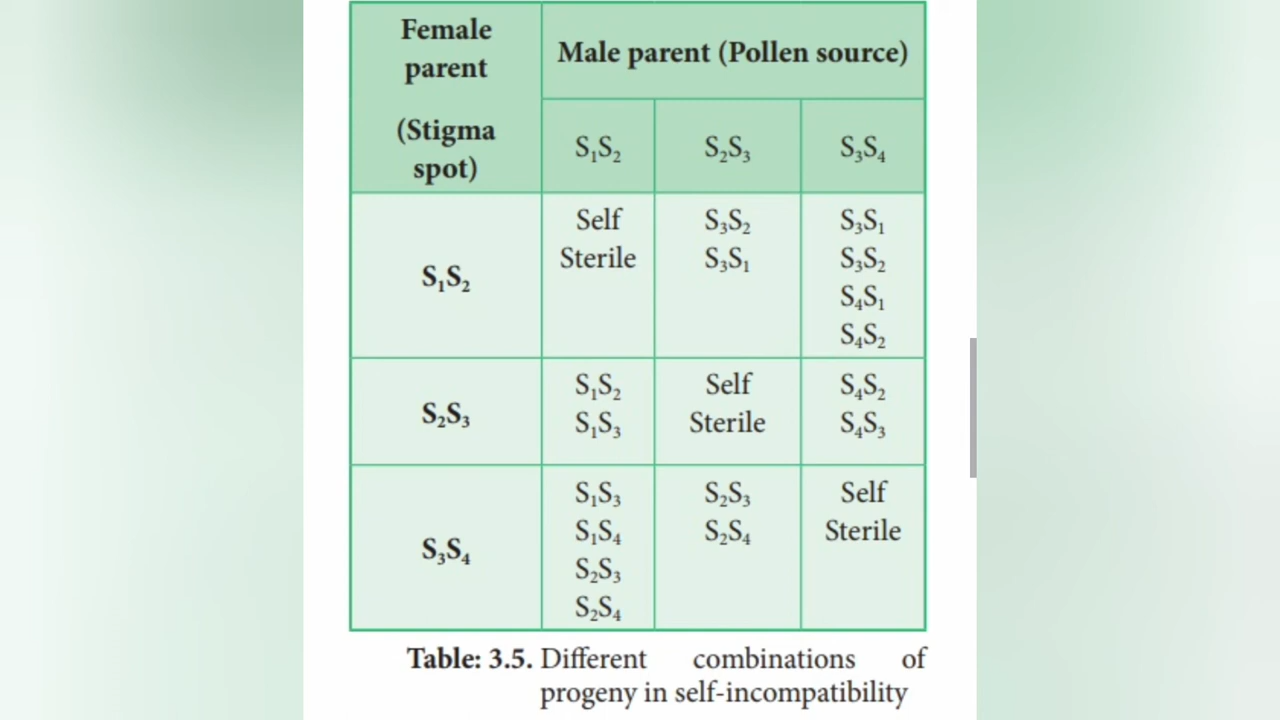 Female
parent
(Stigma
spot)
Male parent (Pollen source)
S₁S₂
S₂S₃
S₃S₄
S₁S₂
Self
Sterile
S₃S₂
S₃S₁
S₃S₁
S₃S₂
S₄S₁
S₄S₂
S₂S₃
S₁S₂
S₁S₃
Self
Sterile
S₄S₂
S₄S₃
S₃S₄
S₁S₃
S₁S₄
S₂S₃
S₂S₄
S₂S₃
S₂S₄
Self
Sterile
Table: 3.5. Different combinations of
progeny in self-incompatibility